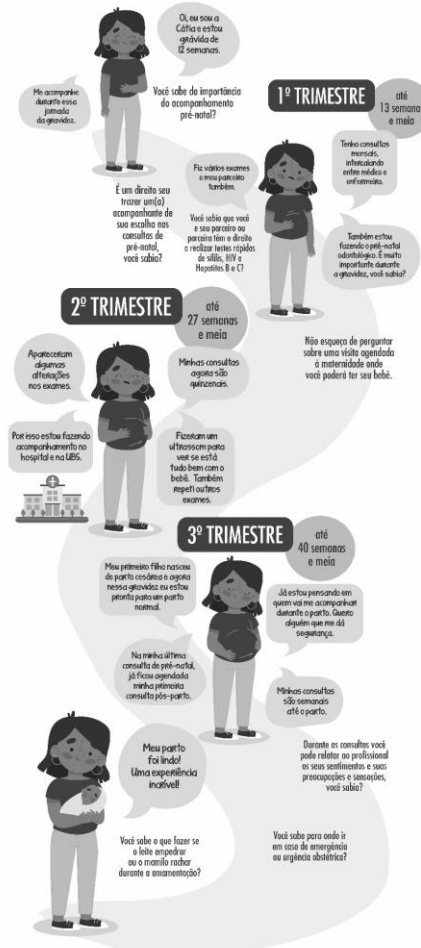 Oi, eu sou a
Cátia e estou
grávida de
12 semanas.
Me acompanhe
durante essa
jornada
da gravidez.
Você sabe da importância
do acompanhamento
pré-natal?
1º TRIMESTRE
até
13 semanas
e meia
Tenho consultas
mensais,
intercalando
entre médico e
enfermeiro.
Fiz vários exames
e meu parceiro
também.
É um direito seu
trazer um(a)
acompanhante de
sua escolha nas
consultas de
pré-natal,
você sabia?
Você sabia que você
e seu parceiro ou
parceira têm o direito
a realizar testes rápidos
de sífilis, HIV e
Hepatites B e C?
Também estou
fazendo o pré-natal
odontológico. É muito
importante durante
a gravidez, você sabia?
2º TRIMESTRE
até
27 semanas
e meia
Não esqueça de perguntar
sobre uma visita agendada
à maternidade onde
você poderá ter seu bebê.
Apareceram
algumas
alterações
nos exames.
Minhas consultas
agora são
quinzenais.
Por isso estou fazendo
acompanhamento no
hospital e na UBS.
Fizeram um
ultrassom para
ver se está
tudo bem com o
bebê. Também
repeti outros
exames.
3º TRIMESTRE
até
40 semanas
e meia
Meu primeiro filho nasceu
de parto cesárea e agora
nessa gravidez eu estou
pronta para um parto
normal.
Já estou pensando em
quem vai me acompanhar
durante o parto. Quero
alguém que me dá
segurança.
Na minha última
consulta de pré-natal,
já ficou agendada
minha primeira
consulta pós-parto.
Minhas consultas
são semanais
até o parto.
Meu parto
foi lindo!
Uma experiência
incrível!
Durante as consultas você
pode relatar ao profissional
os seus sentimentos e suas
preocupações e sensações,
você sabia?
Você sabe o que fazer se
o leite empedrar
ou o mamilo rachar
durante a amamentação?
Você sabe para onde ir
em caso de emergência
ou urgência obstétrica?